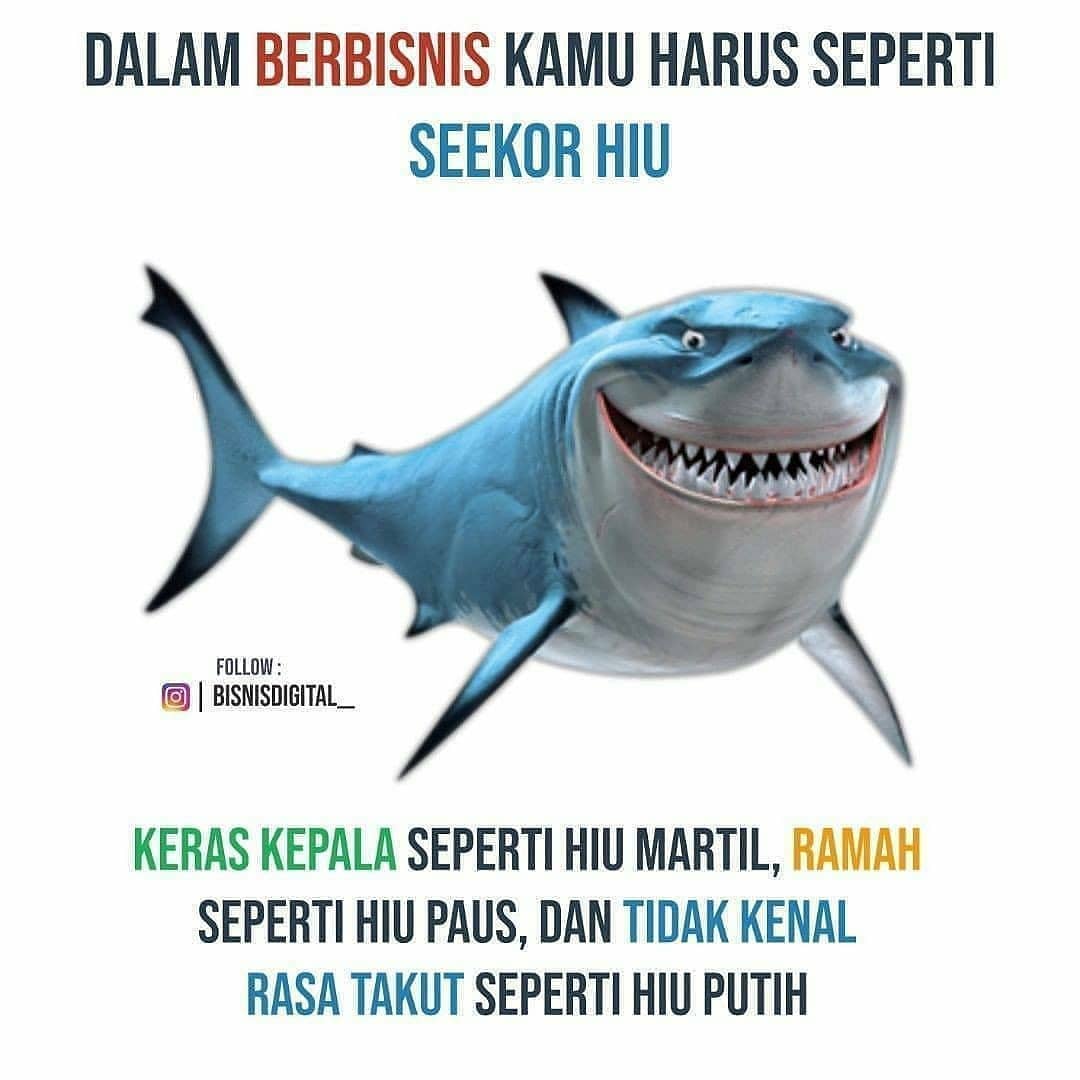 DALAM BERBISNIS KAMU HARUS SEPERTI
SEEKOR HIU
FOLLOW :
| BISNISDIGITAL_
KERAS KEPALA SEPERTI HIU MARTIL, RAMAH
SEPERTI HIU PAUS, DAN TIDAK KENAL
RASA TAKUT SEPERTI HIU PUTIH